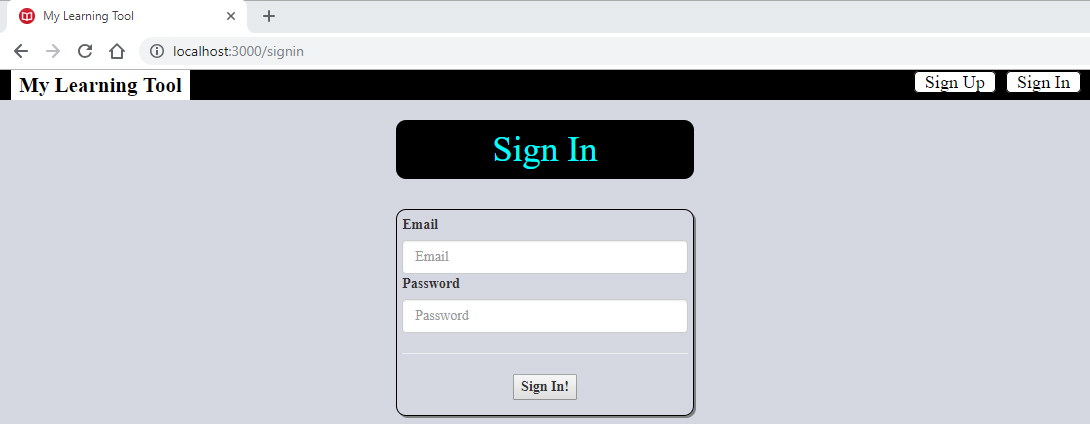 My Learning Tool
localhost:3000/signin
My Learning Tool Sign Up Sign In
Sign In
Email
Email
Password
Password
Sign In!